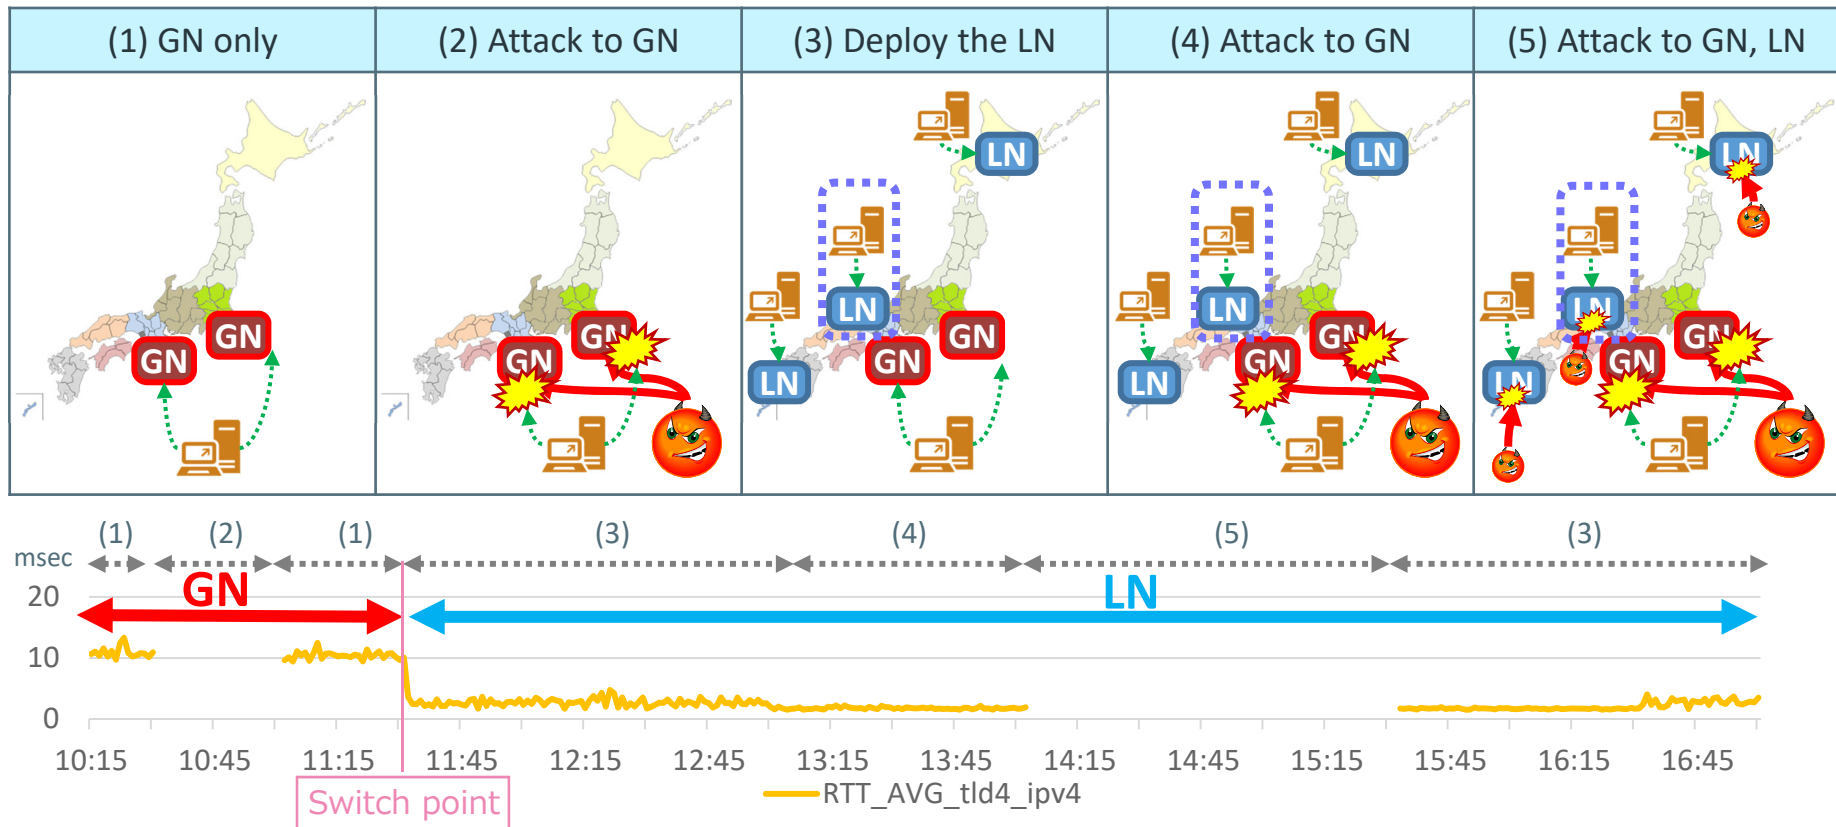 (1) GN only
(2) Attack to GN
(3) Deploy the LN
(4) Attack to GN
(5) Attack to GN, LN
GN
GN
GN
GN
LN
LN
LN
GN
GN
LN
LN
LN
GN
GN
LN
LN
LN
GN
GN
(1) (2) (1) (3) (4) (5) (3)
msec
GN
LN
20
10
0
10:15 10:45 11:15 11:45 12:15 12:45 13:15 13:45 14:15 14:45 15:15 15:45 16:15 16:45
Switch point
RTT_AVG_tld4_ipv4